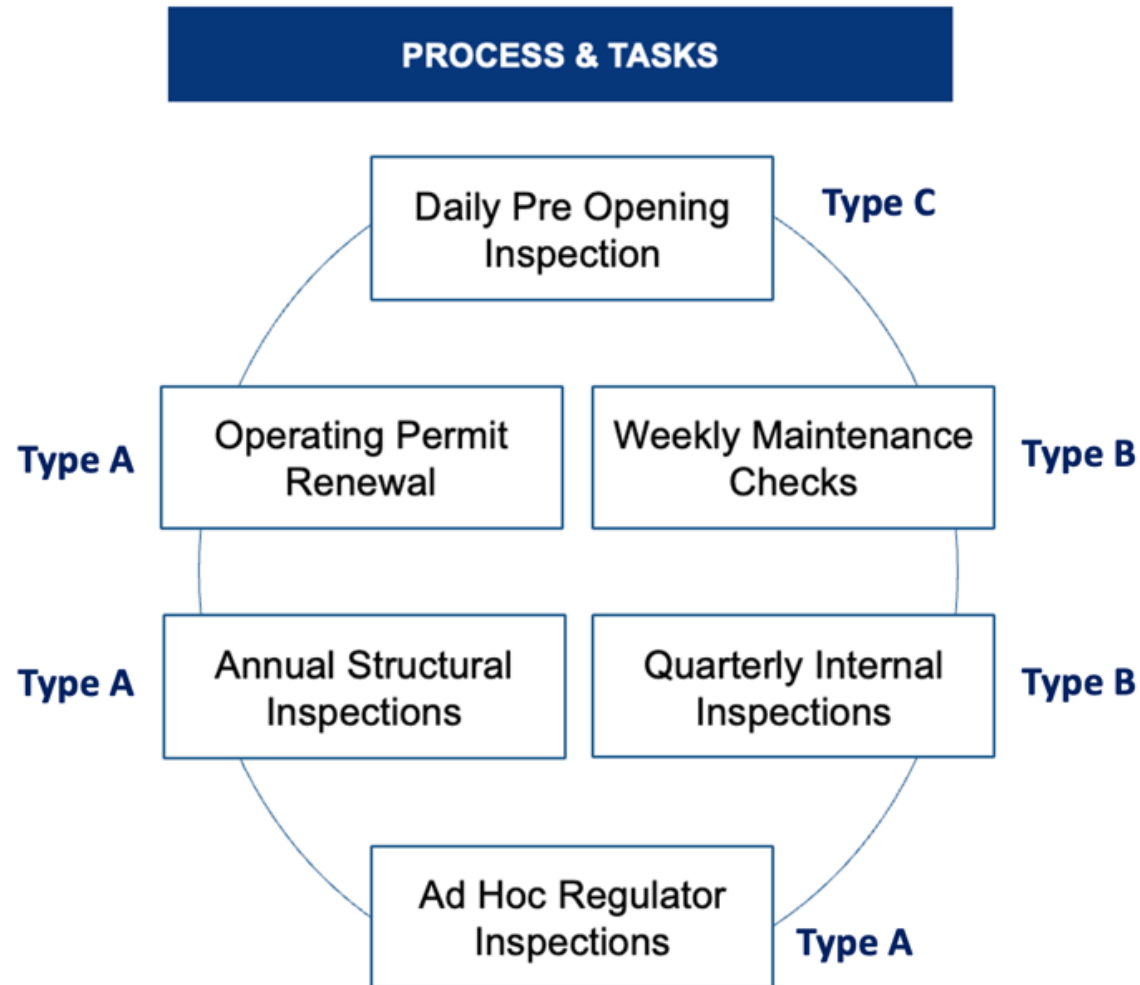 PROCESS & TASKS
Daily Pre Opening
Inspection
Type C
Type A
Operating Permit
Renewal
Weekly Maintenance
Checks
Type B
Type A
Annual Structural
Inspections
Quarterly Internal
Inspections
Type B
Ad Hoc Regulator
Inspections
Type A